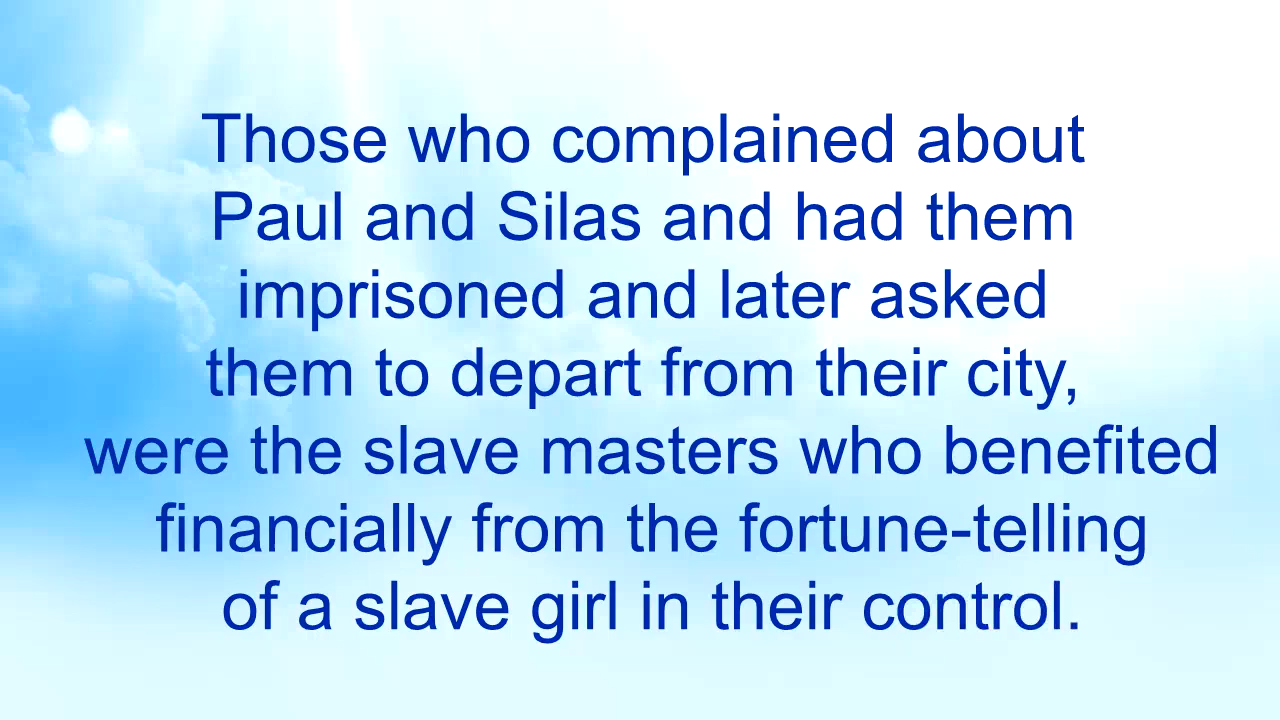 Those who complained about
Paul and Silas and had them
imprisoned and later asked
them to depart from their city,
were the slave masters who benefited
financially from the fortune-telling
of a slave girl in their control.